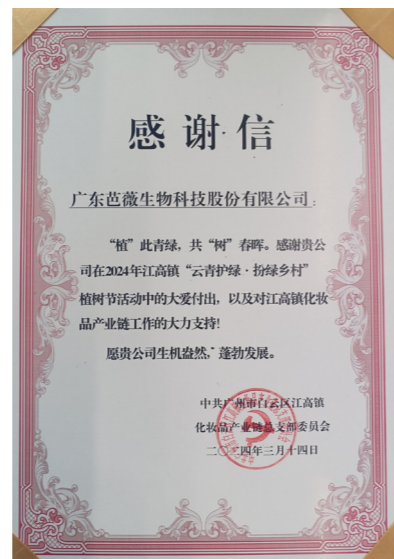 感谢信
广东芭薇生物科技股份有限公司：
“植”此青绿，共“树”春晖。感谢贵公
司在2024年江高镇“云青护绿·扮绿乡村”
植树节活动中的大爱付出，以及对江高镇化妆
品产业链工作的大力支持！
愿贵公司生机盎然，蓬勃发展。
中共广州市白云区江高镇
化妆品产业链总支部委员会
二〇二四年三月十四日